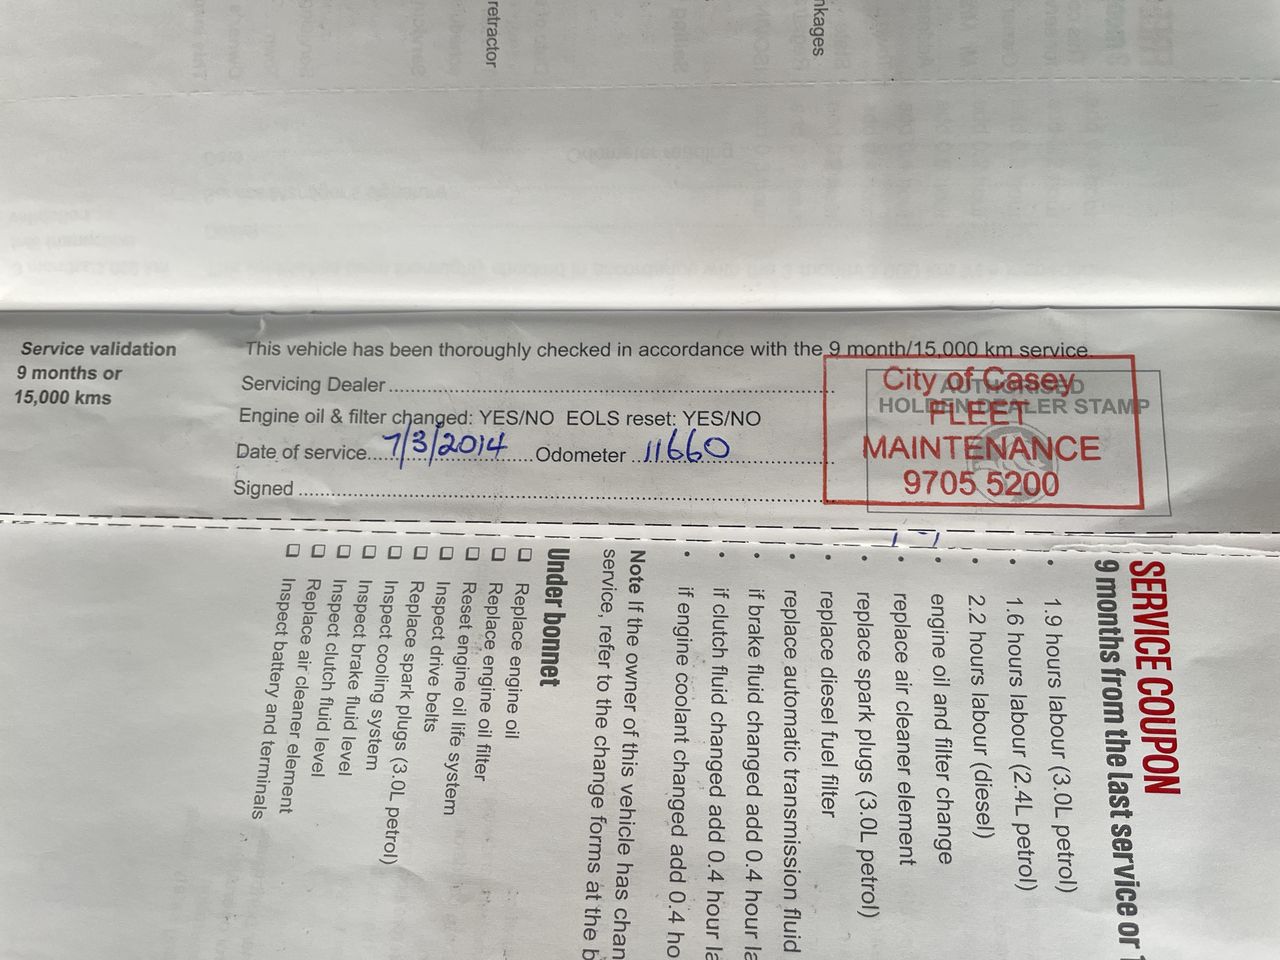 retractor
nkages
Odometer reading
Service validation
9 months or
15,000 kms
This vehicle has been thoroughly checked in accordance with the 9 month/15,000 km service.
Servicing Dealer
Engine oil & filter changed: YES/NO EOLS reset: YES/NO
Date of service 7/3/2014 Odometer 11660
Signed
AUTHORISED
HOLDEN DEALER STAMP
City of Casey
FLEET
MAINTENANCE
9705 5200
SERVICE COUPON
9 months from the last service or 1
• 1.9 hours labour (3.0L petrol)
• 1.6 hours labour (2.4L petrol)
• 2.2 hours labour (diesel)
• engine oil and filter change
• replace air cleaner element
• replace spark plugs (3.0L petrol)
• replace diesel fuel filter
• replace automatic transmission fluid
• if brake fluid changed add 0.4 hour la
• if clutch fluid changed add 0.4 hour la
• if engine coolant changed add 0.4 ho
Note If the owner of this vehicle has chan
service, refer to the change forms at the b
Under bonnet
☐ Replace engine oil
☐ Replace engine oil filter
☐ Reset engine oil life system
☐ Inspect drive belts
☐ Replace spark plugs (3.0L petrol)
☐ Inspect cooling system
☐ Inspect brake fluid level
☐ Inspect clutch fluid level
☐ Replace air cleaner element
☐ Inspect battery and terminals